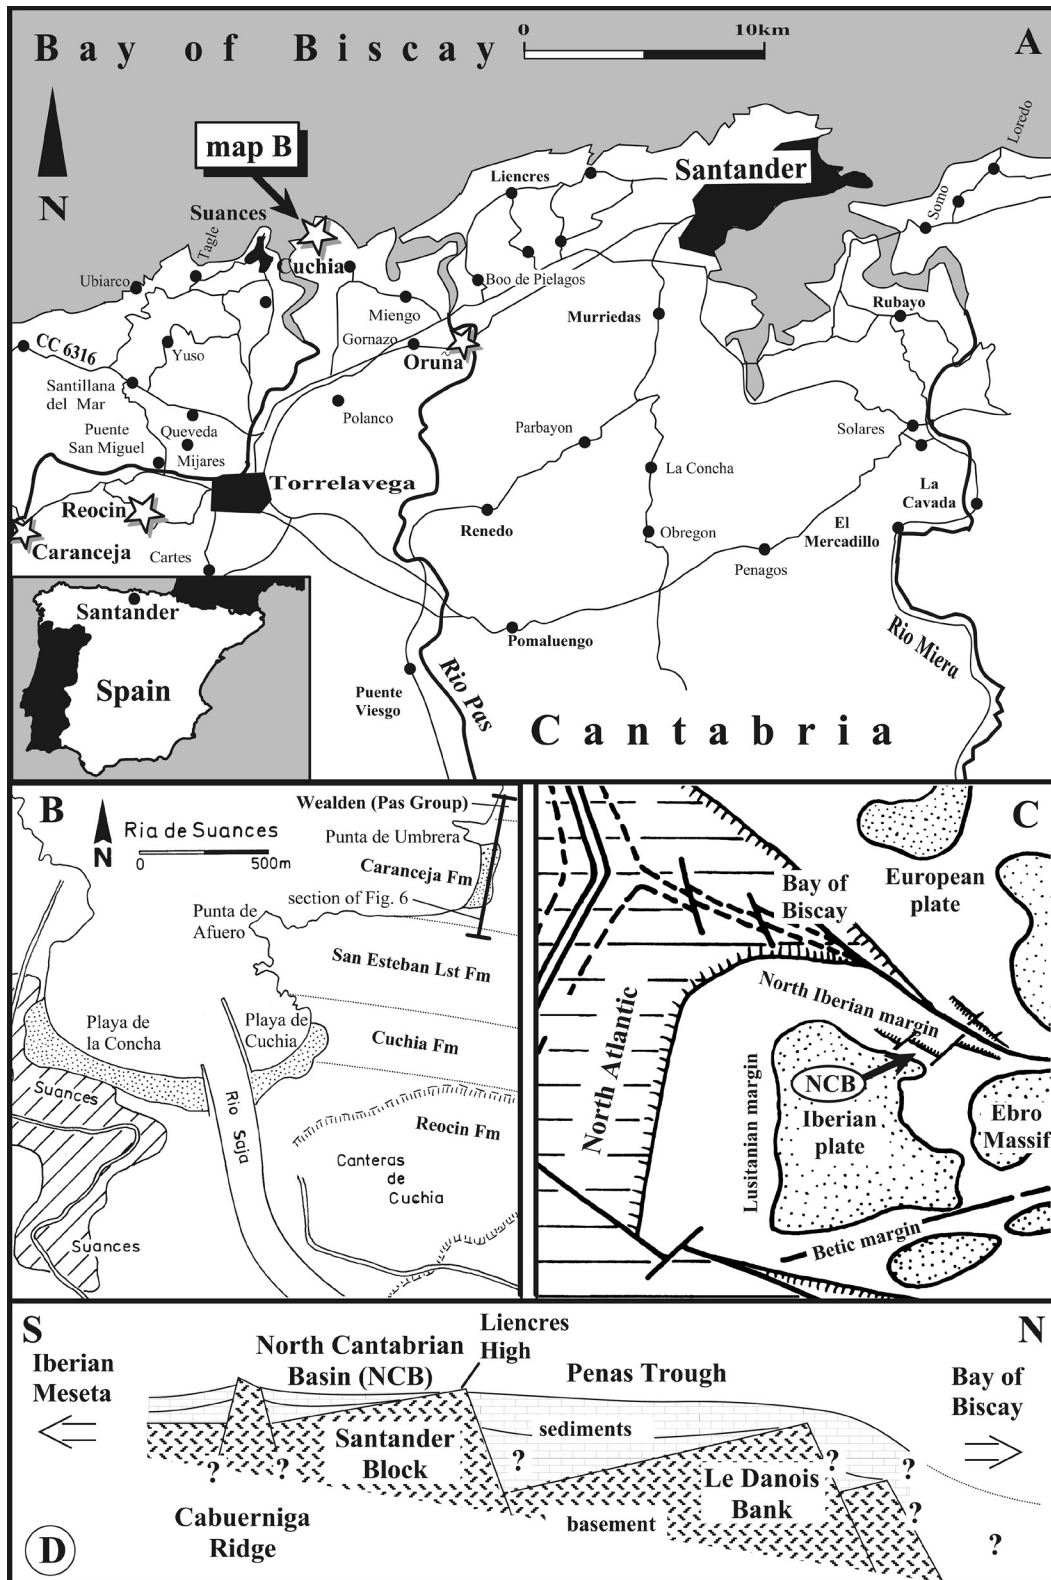 Bay of Biscay
0 10km
A
N
map B
Santander
Loredo
Somo
Liencres
Suances
Tagle
Cuchia
Ubiarco
Boo de Pielagos
Miengo
Rubayo
Murriedas
Gornazo
CC 6316
Yuso
Oruna
Santillana
del Mar
Polanco
Puente
San Miguel
Queveda
Mijares
Parbayon
Solares
La Concha
Torrelavega
La
Cavada
Reocin
Renedo
El
Mercadillo
Obregon
Caranceja
Cartes
Penagos
Santander
Spain
Pomaluengo
Rio Miera
Rio Pas
Puente
Viesgo
Cantabria
B
N
Ria de Suances
0 500m
Wealden (Pas Group)
Punta de Umbrera
Caranceja Fm
section of Fig. 6
Punta de
Afuero
San Esteban Lst Fm
Playa de
la Concha
Playa de
Cuchia
Cuchia Fm
Suances
Rio Saja
Reocin Fm
Canteras
de
Cuchia
Suances
C
Bay of
Biscay
European
plate
North Iberian margin
North Atlantic
Lusitanian margin
NCB
Iberian
plate
Ebro
Massif
Betic margin
S
N
Iberian
Meseta
North Cantabrian
Basin (NCB)
Liencres
High
Penas Trough
Bay of
Biscay
sediments
Santander
Block
? ? ? ? ? ? ?
Le Danois
Bank
Cabuerniga
Ridge
basement
?
D